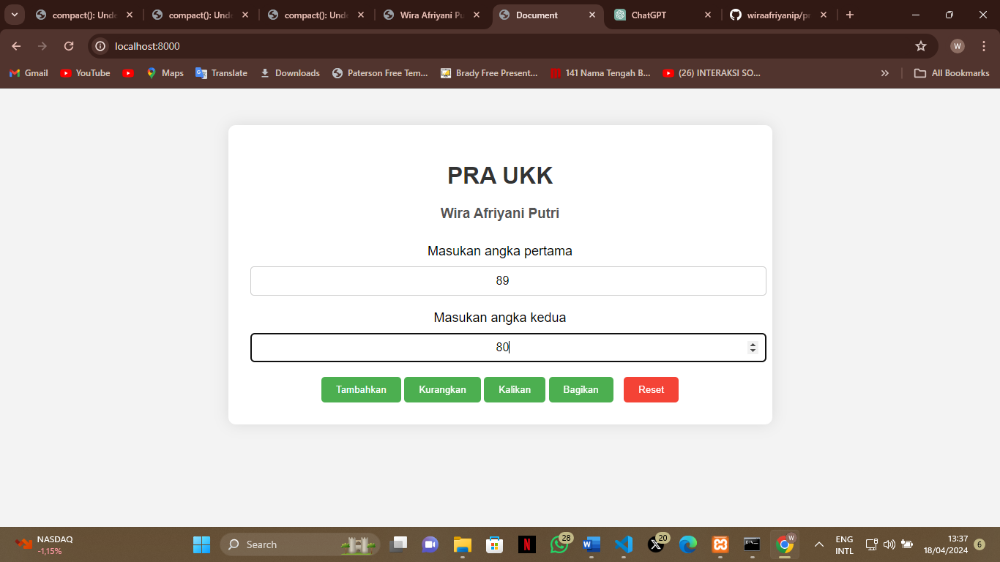 compact(): Unde
compact(): Unde
compact(): Unde
Wira Afriyani Pu
Document
ChatGPT
wiraafriyanip/pr
localhost:8000
W
Gmail
YouTube
Maps
Translate
Downloads
Paterson Free Tem...
Brady Free Present...
141 Nama Tengah B...
(26) INTERAKSI SO...
All Bookmarks
PRA UKK
Wira Afriyani Putri
Masukan angka pertama
89
Masukan angka kedua
80
Tambahkan Kurangkan Kalikan Bagikan Reset
NASDAQ
-1,15%
Search
28
20
W
ENG
INTL
13:37
18/04/2024
6